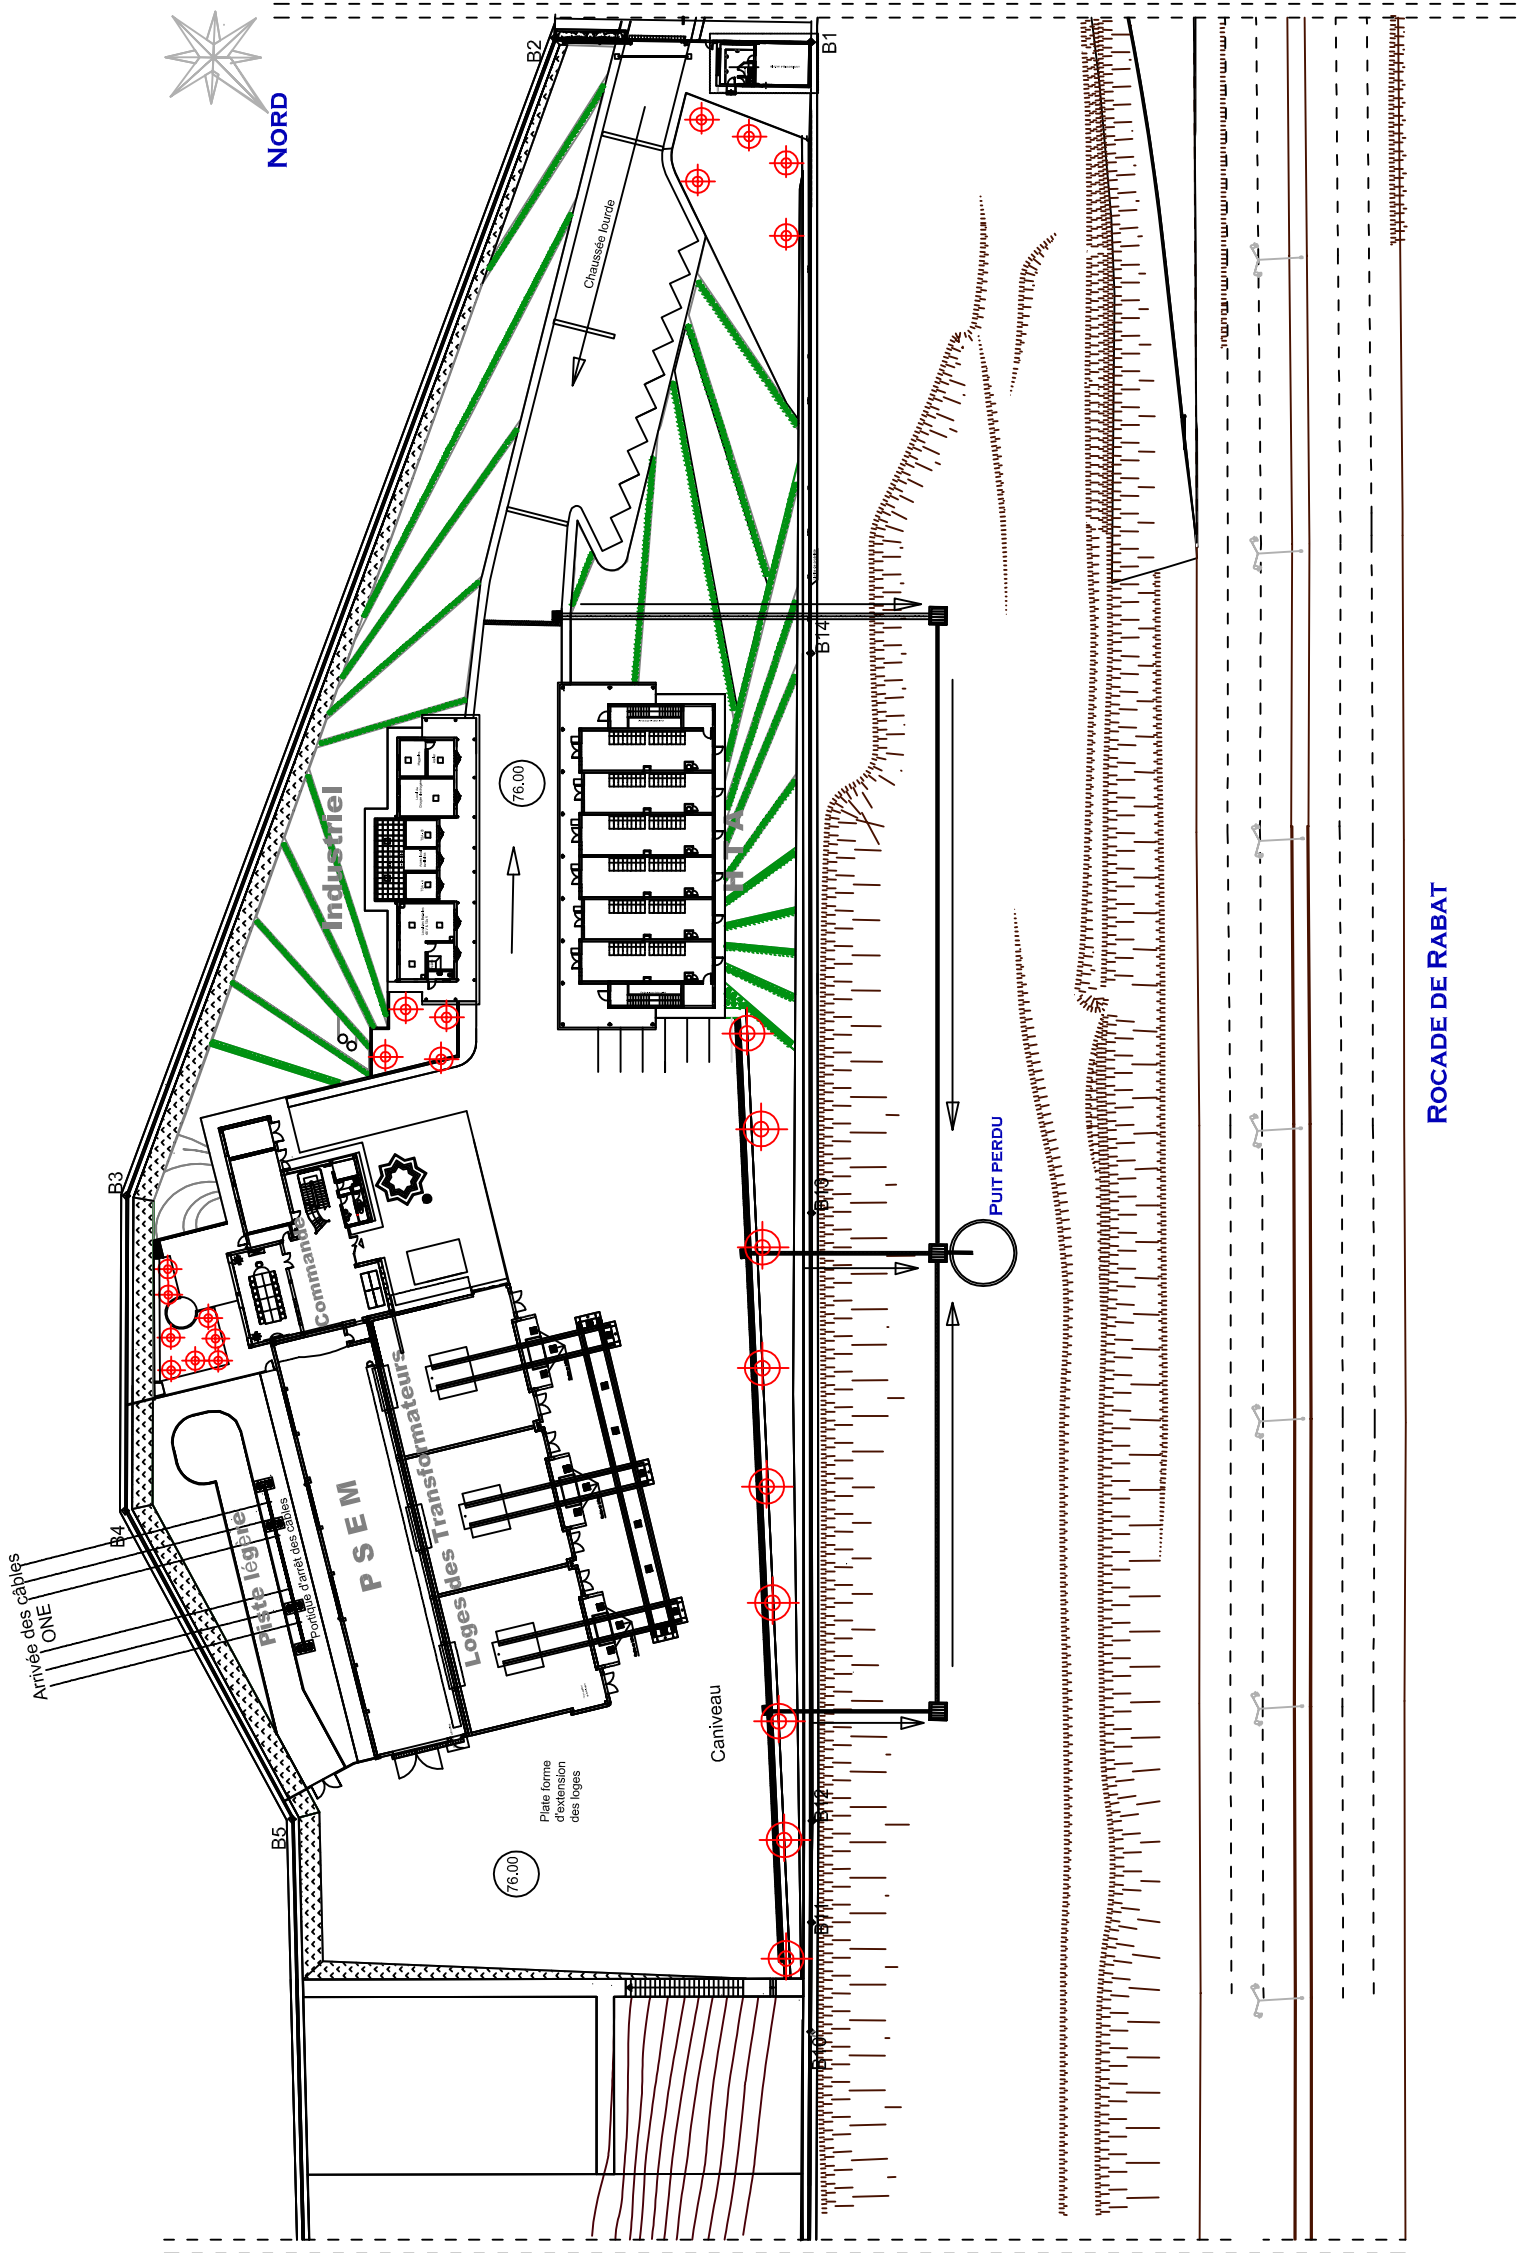 NORD
B2
B1
Chaussée lourde
B14
76.00
Industriel
H T A
B3
Commande
B13
PUIT PERDU
ROCADE DE RABAT
B4
Arrivée des câbles
ONE
Piste légère
Portique d'arrêt des câbles
P S E M
Loges des Transformateurs
Caniveau
B5
Plate forme
d'extension
des loges
76.00
B12
B11
B10